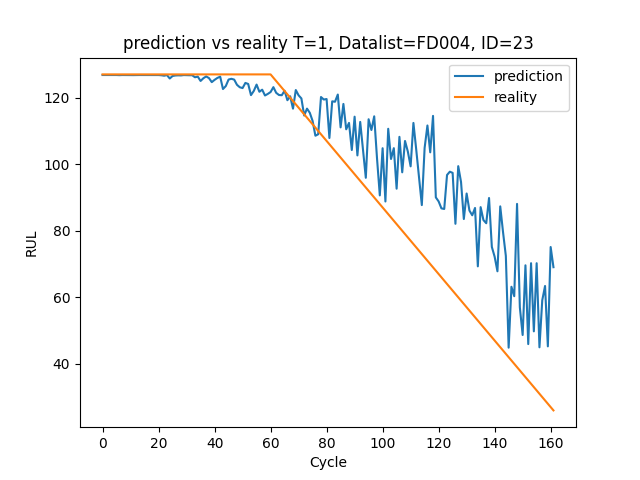 prediction vs reality T=1, Datalist=FD004, ID=23
prediction
reality
120
100
80
60
40
RUL
0 20 40 60 80 100 120 140 160
Cycle